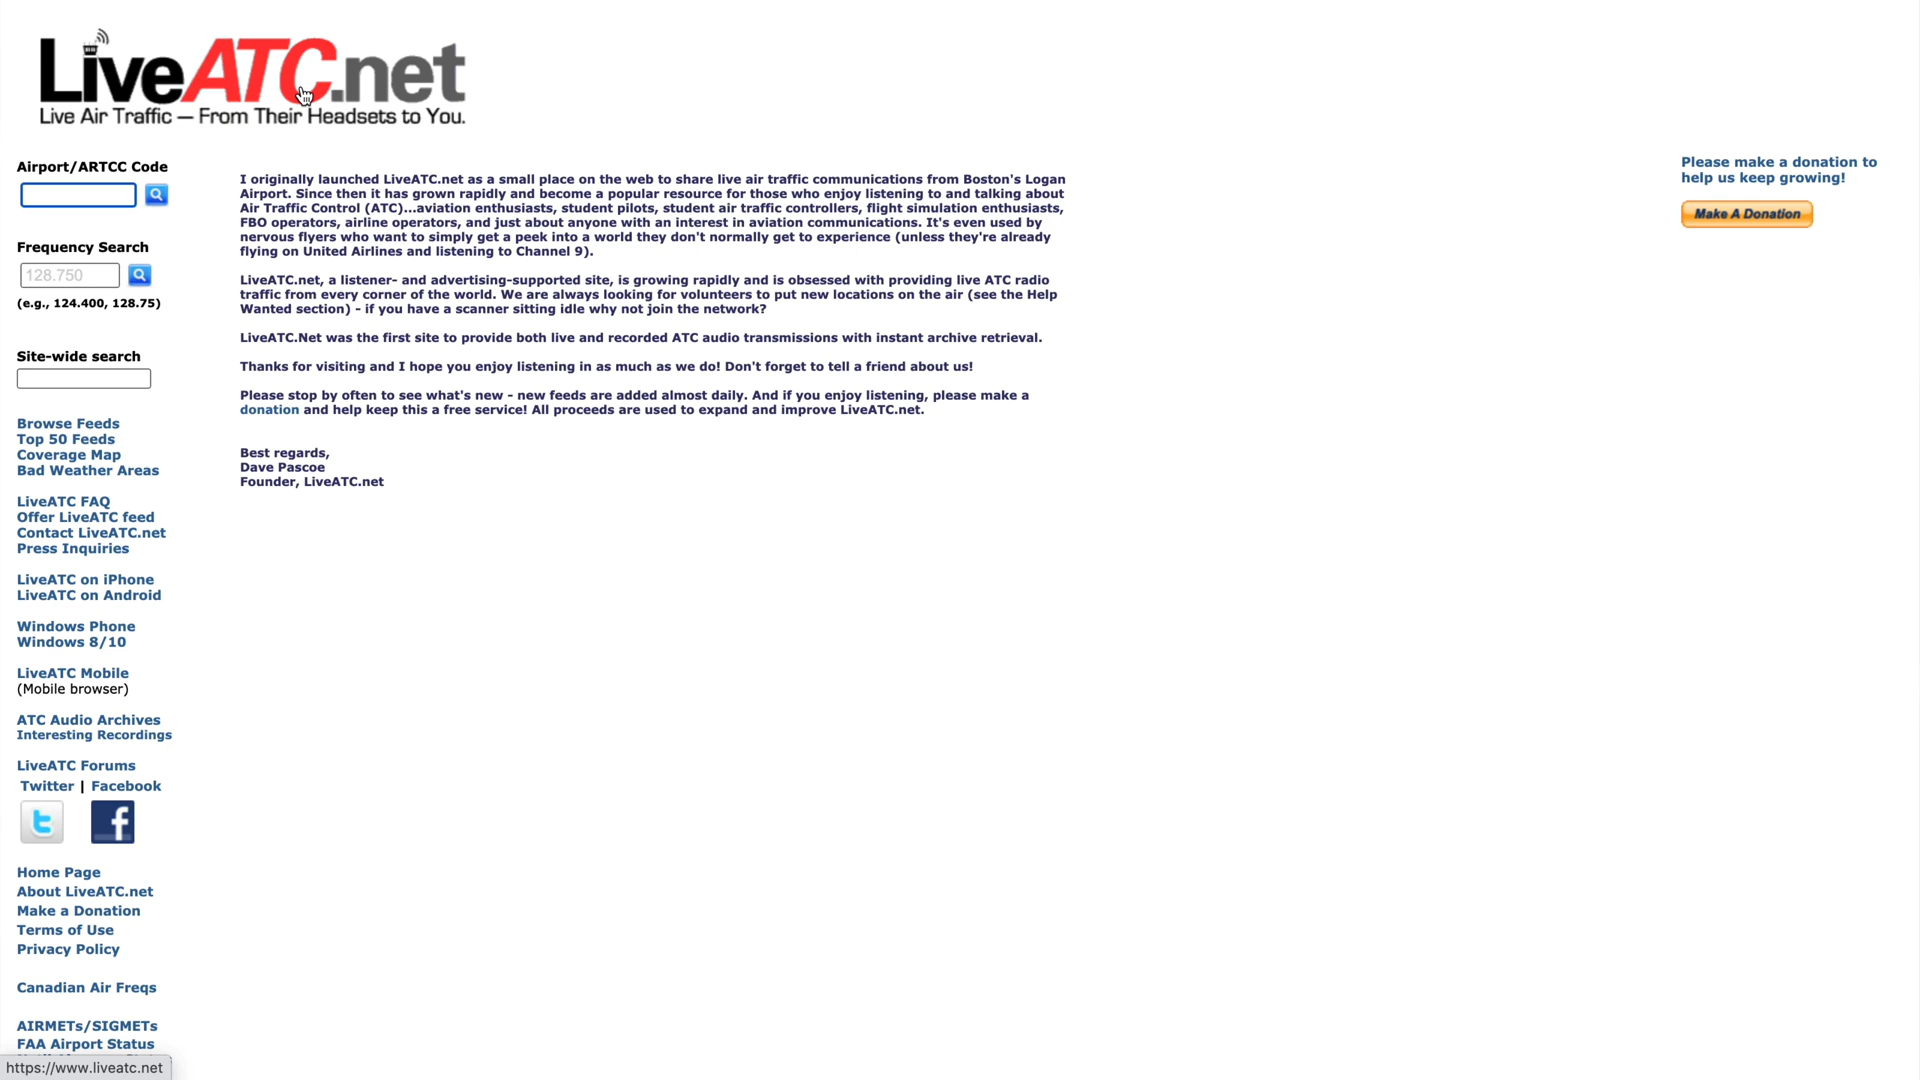 LiveATC.net
Live Air Traffic — From Their Headsets to You.
Airport/ARTCC Code
Frequency Search
128.750
(e.g., 124.400, 128.75)
Site-wide search
Browse Feeds
Top 50 Feeds
Coverage Map
Bad Weather Areas
LiveATC FAQ
Offer LiveATC feed
Contact LiveATC.net
Press Inquiries
LiveATC on iPhone
LiveATC on Android
Windows Phone
Windows 8/10
LiveATC Mobile
(Mobile browser)
ATC Audio Archives
Interesting Recordings
LiveATC Forums
Twitter | Facebook
Home Page
About LiveATC.net
Make a Donation
Terms of Use
Privacy Policy
Canadian Air Freqs
AIRMETs/SIGMETs
FAA Airport Status
https://www.liveatc.net
I originally launched LiveATC.net as a small place on the web to share live air traffic communications from Boston's Logan
Airport. Since then it has grown rapidly and become a popular resource for those who enjoy listening to and talking about
Air Traffic Control (ATC)...aviation enthusiasts, student pilots, student air traffic controllers, flight simulation enthusiasts,
FBO operators, airline operators, and just about anyone with an interest in aviation communications. It's even used by
nervous flyers who want to simply get a peek into a world they don't normally get to experience (unless they're already
flying on United Airlines and listening to Channel 9).
LiveATC.net, a listener- and advertising-supported site, is growing rapidly and is obsessed with providing live ATC radio
traffic from every corner of the world. We are always looking for volunteers to put new locations on the air (see the Help
Wanted section) - if you have a scanner sitting idle why not join the network?
LiveATC.Net was the first site to provide both live and recorded ATC audio transmissions with instant archive retrieval.
Thanks for visiting and I hope you enjoy listening in as much as we do! Don't forget to tell a friend about us!
Please stop by often to see what's new - new feeds are added almost daily. And if you enjoy listening, please make a
donation and help keep this a free service! All proceeds are used to expand and improve LiveATC.net.
Best regards,
Dave Pascoe
Founder, LiveATC.net
Please make a donation to
help us keep growing!
Make A Donation